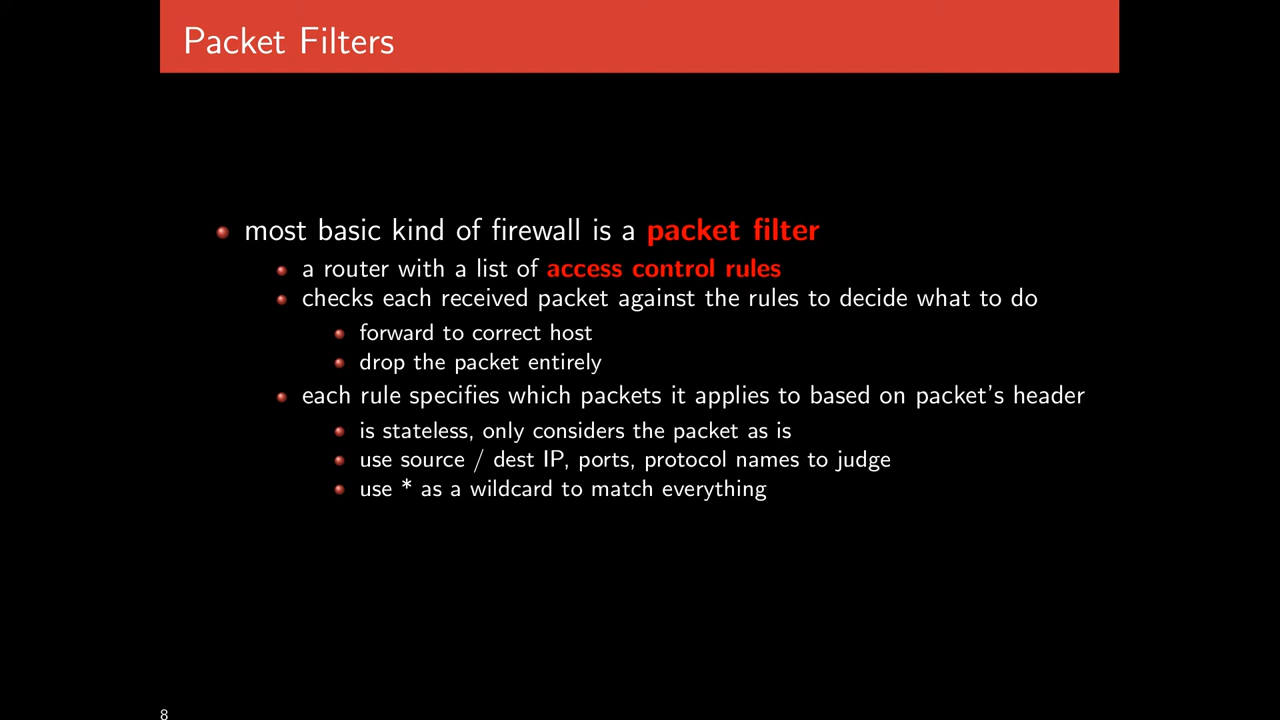 Packet Filters
most basic kind of firewall is a packet filter
a router with a list of access control rules
checks each received packet against the rules to decide what to do
forward to correct host
drop the packet entirely
each rule specifies which packets it applies to based on packet's header
is stateless, only considers the packet as is
use source / dest IP, ports, protocol names to judge
use * as a wildcard to match everything
8